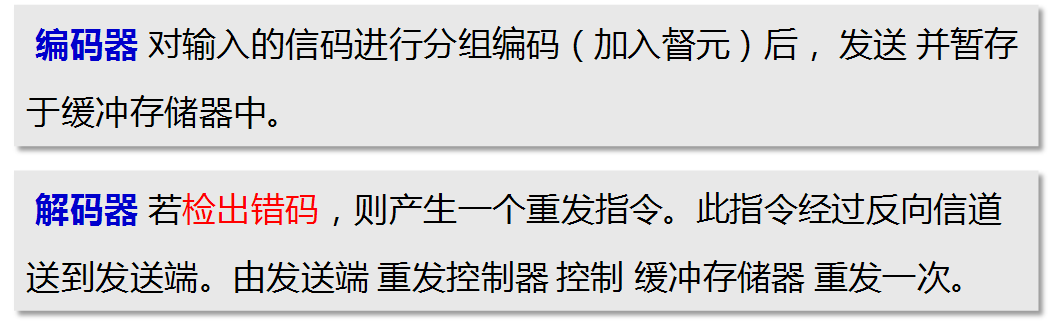 编码器 对输入的信码进行分组编码（加入督元）后， 发送 并暂存
于缓冲存储器中。
解码器 若检出错码，则产生一个重发指令。此指令经过反向信道
送到发送端。由发送端 重发控制器 控制 缓冲存储器 重发一次。